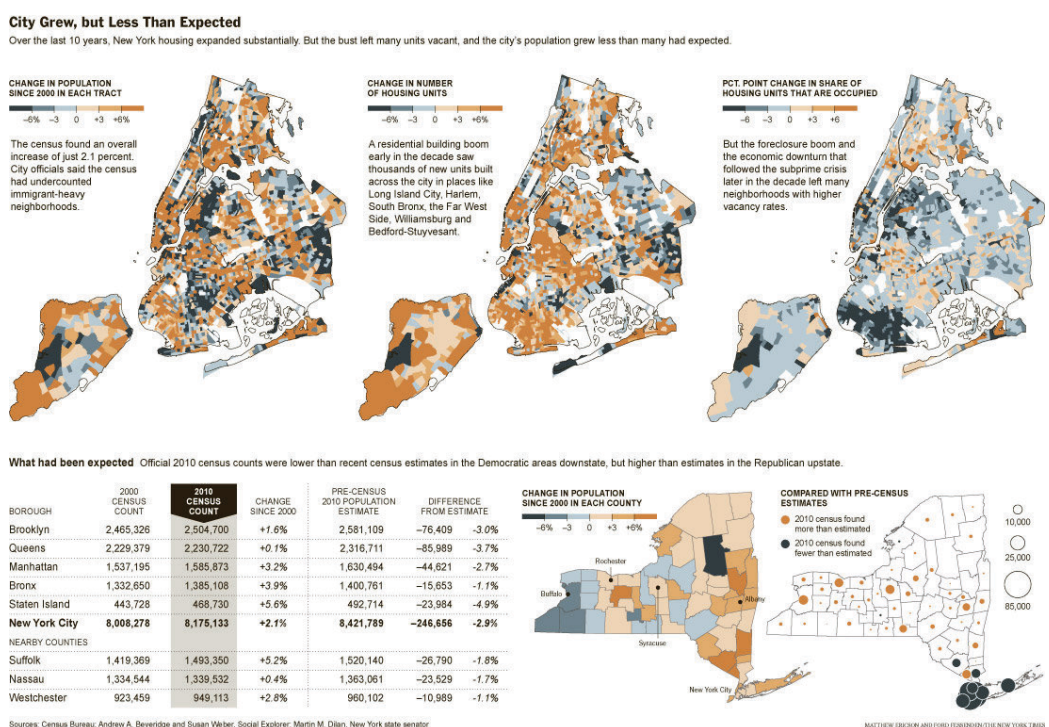 City Grew, but Less Than Expected
Over the last 10 years, New York housing expanded substantially. But the bust left many units vacant, and the city's population grew less than many had expected.
CHANGE IN POPULATION
SINCE 2000 IN EACH TRACT
–6% –3 0 +3 +6%
The census found an overall
increase of just 2.1 percent.
City officials said the census
had undercounted
immigrant-heavy
neighborhoods.
CHANGE IN NUMBER
OF HOUSING UNITS
–6% –3 0 +3 +6%
A residential building boom
early in the decade saw
thousands of new units built
across the city in places like
Long Island City, Harlem,
South Bronx, the Far West
Side, Williamsburg and
Bedford-Stuyvesant.
PCT. POINT CHANGE IN SHARE OF
HOUSING UNITS THAT ARE OCCUPIED
–6% –3 0 +3 +6%
But the foreclosure boom and
the economic downturn that
followed the subprime crisis
later in the decade left many
neighborhoods with higher
vacancy rates.
What had been expected Official 2010 census counts were lower than recent census estimates in the Democratic areas downstate, but higher than estimates in the Republican upstate.
BOROUGH 2000 CENSUS COUNT 2010 CENSUS COUNT CHANGE SINCE 2000 PRE-CENSUS 2010 POPULATION ESTIMATE DIFFERENCE FROM ESTIMATE
Brooklyn 2,465,326 2,504,700 +1.6% 2,581,109 –76,409 -3.0%
Queens 2,229,379 2,230,722 +0.1% 2,316,711 –85,989 -3.7%
Manhattan 1,537,195 1,585,873 +3.2% 1,630,494 –44,621 -2.7%
Bronx 1,332,650 1,385,108 +3.9% 1,400,761 –15,653 -1.1%
Staten Island 443,728 468,730 +5.6% 492,714 –23,984 -4.9%
New York City 8,008,278 8,175,133 +2.1% 8,421,789 –246,656 –2.9%
NEARBY COUNTIES
Suffolk 1,419,369 1,493,350 +5.2% 1,520,140 –26,790 -1.8%
Nassau 1,334,544 1,339,532 +0.4% 1,363,061 –23,529 -1.7%
Westchester 923,459 949,113 +2.8% 960,102 –10,989 -1.1%
CHANGE IN POPULATION
SINCE 2000 IN EACH COUNTY
–6% –3 0 +3 +6%
Rochester
Buffalo
Albany
Syracuse
New York City
COMPARED WITH PRE-CENSUS
ESTIMATES
2010 census found
more than estimated
2010 census found
fewer than estimated
10,000
25,000
85,000
Sources: Census Bureau; Andrew A. Beveridge and Susan Weber, Social Explorer; Martin M. Dilan, New York state senator
MATTHEW ERICSON AND FORD FESSENDEN/THE NEW YORK TIMES